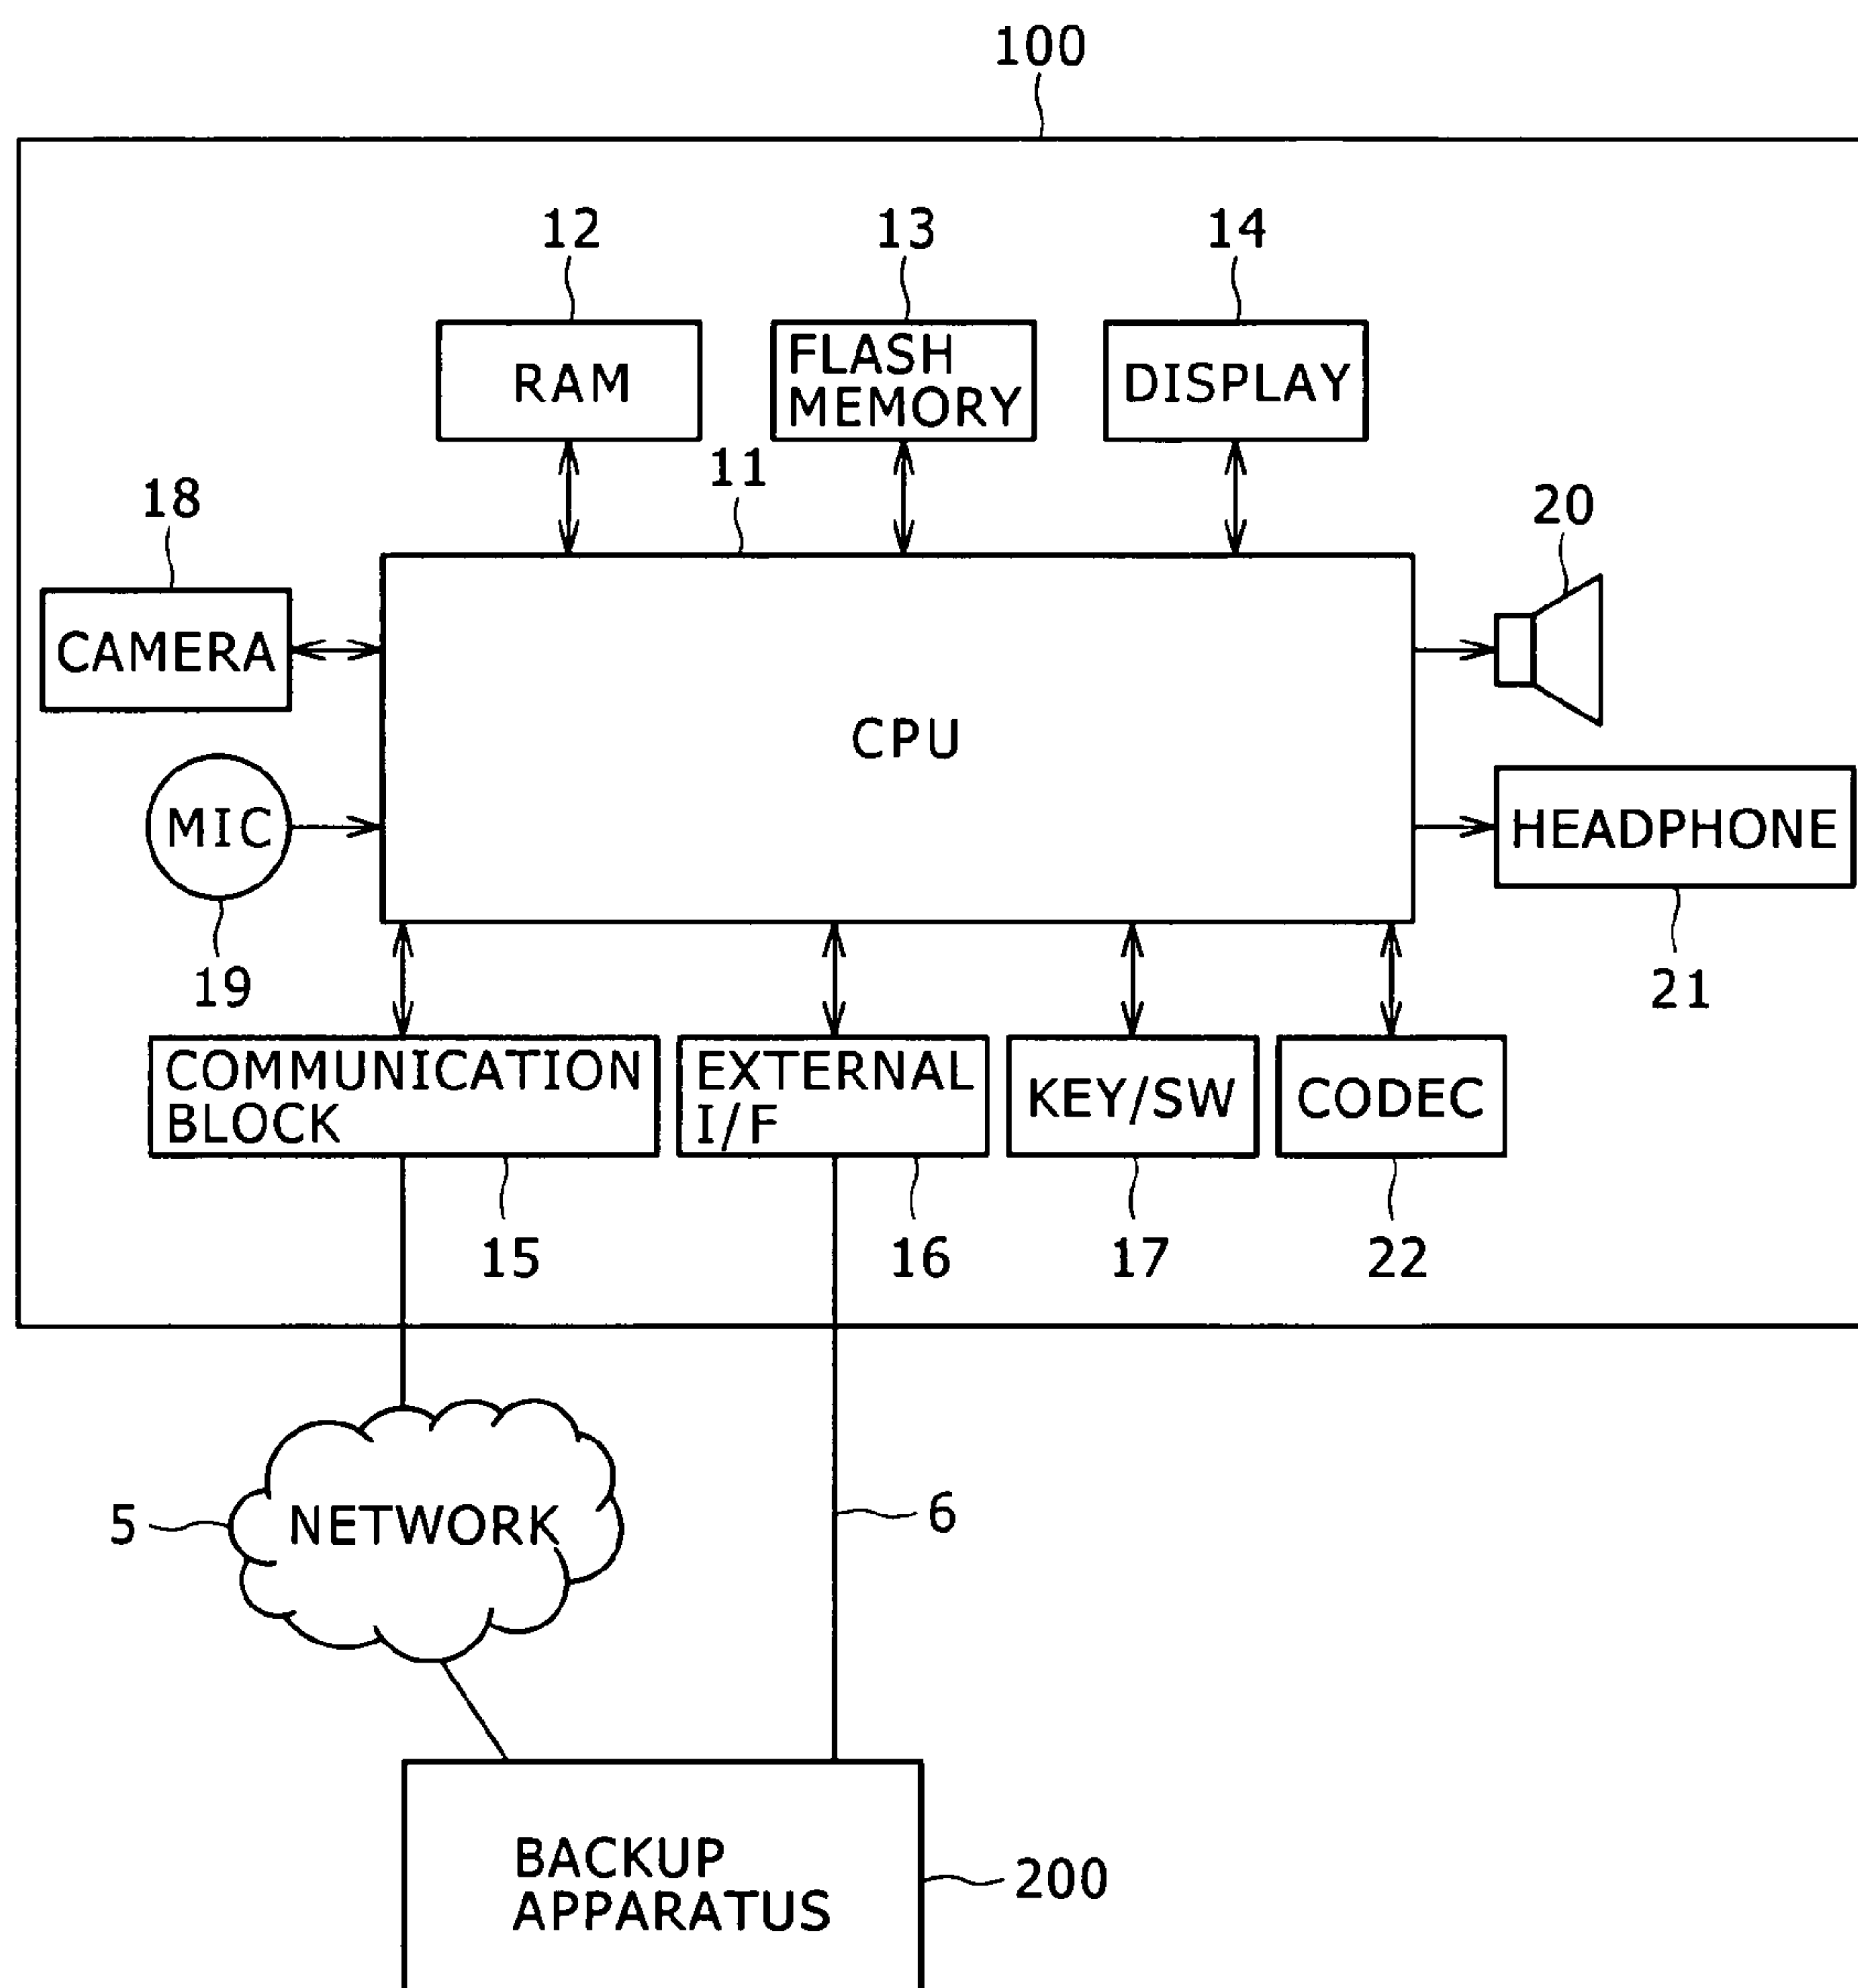 100
12
13
14
RAM
FLASH
MEMORY
DISPLAY
11
18
20
CAMERA
CPU
MIC
HEADPHONE
19
21
COMMUNICATION
BLOCK
EXTERNAL
I/F
KEY/SW
CODEC
15
16
17
22
5
NETWORK
6
BACKUP
APPARATUS
200